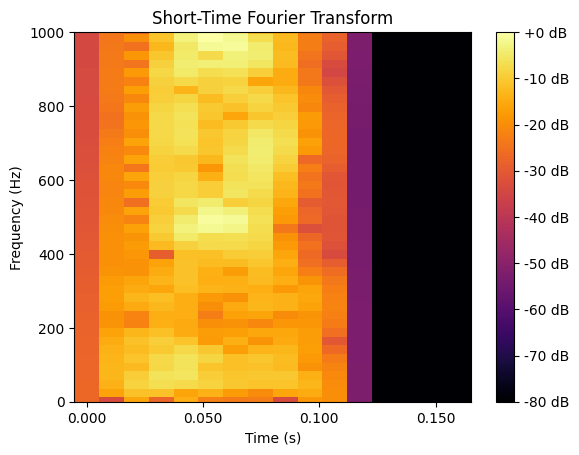 Short-Time Fourier Transform
1000
800
600
400
200
0
Frequency (Hz)
0.000
0.050
0.100
0.150
Time (s)
+0 dB
-10 dB
-20 dB
-30 dB
-40 dB
-50 dB
-60 dB
-70 dB
-80 dB